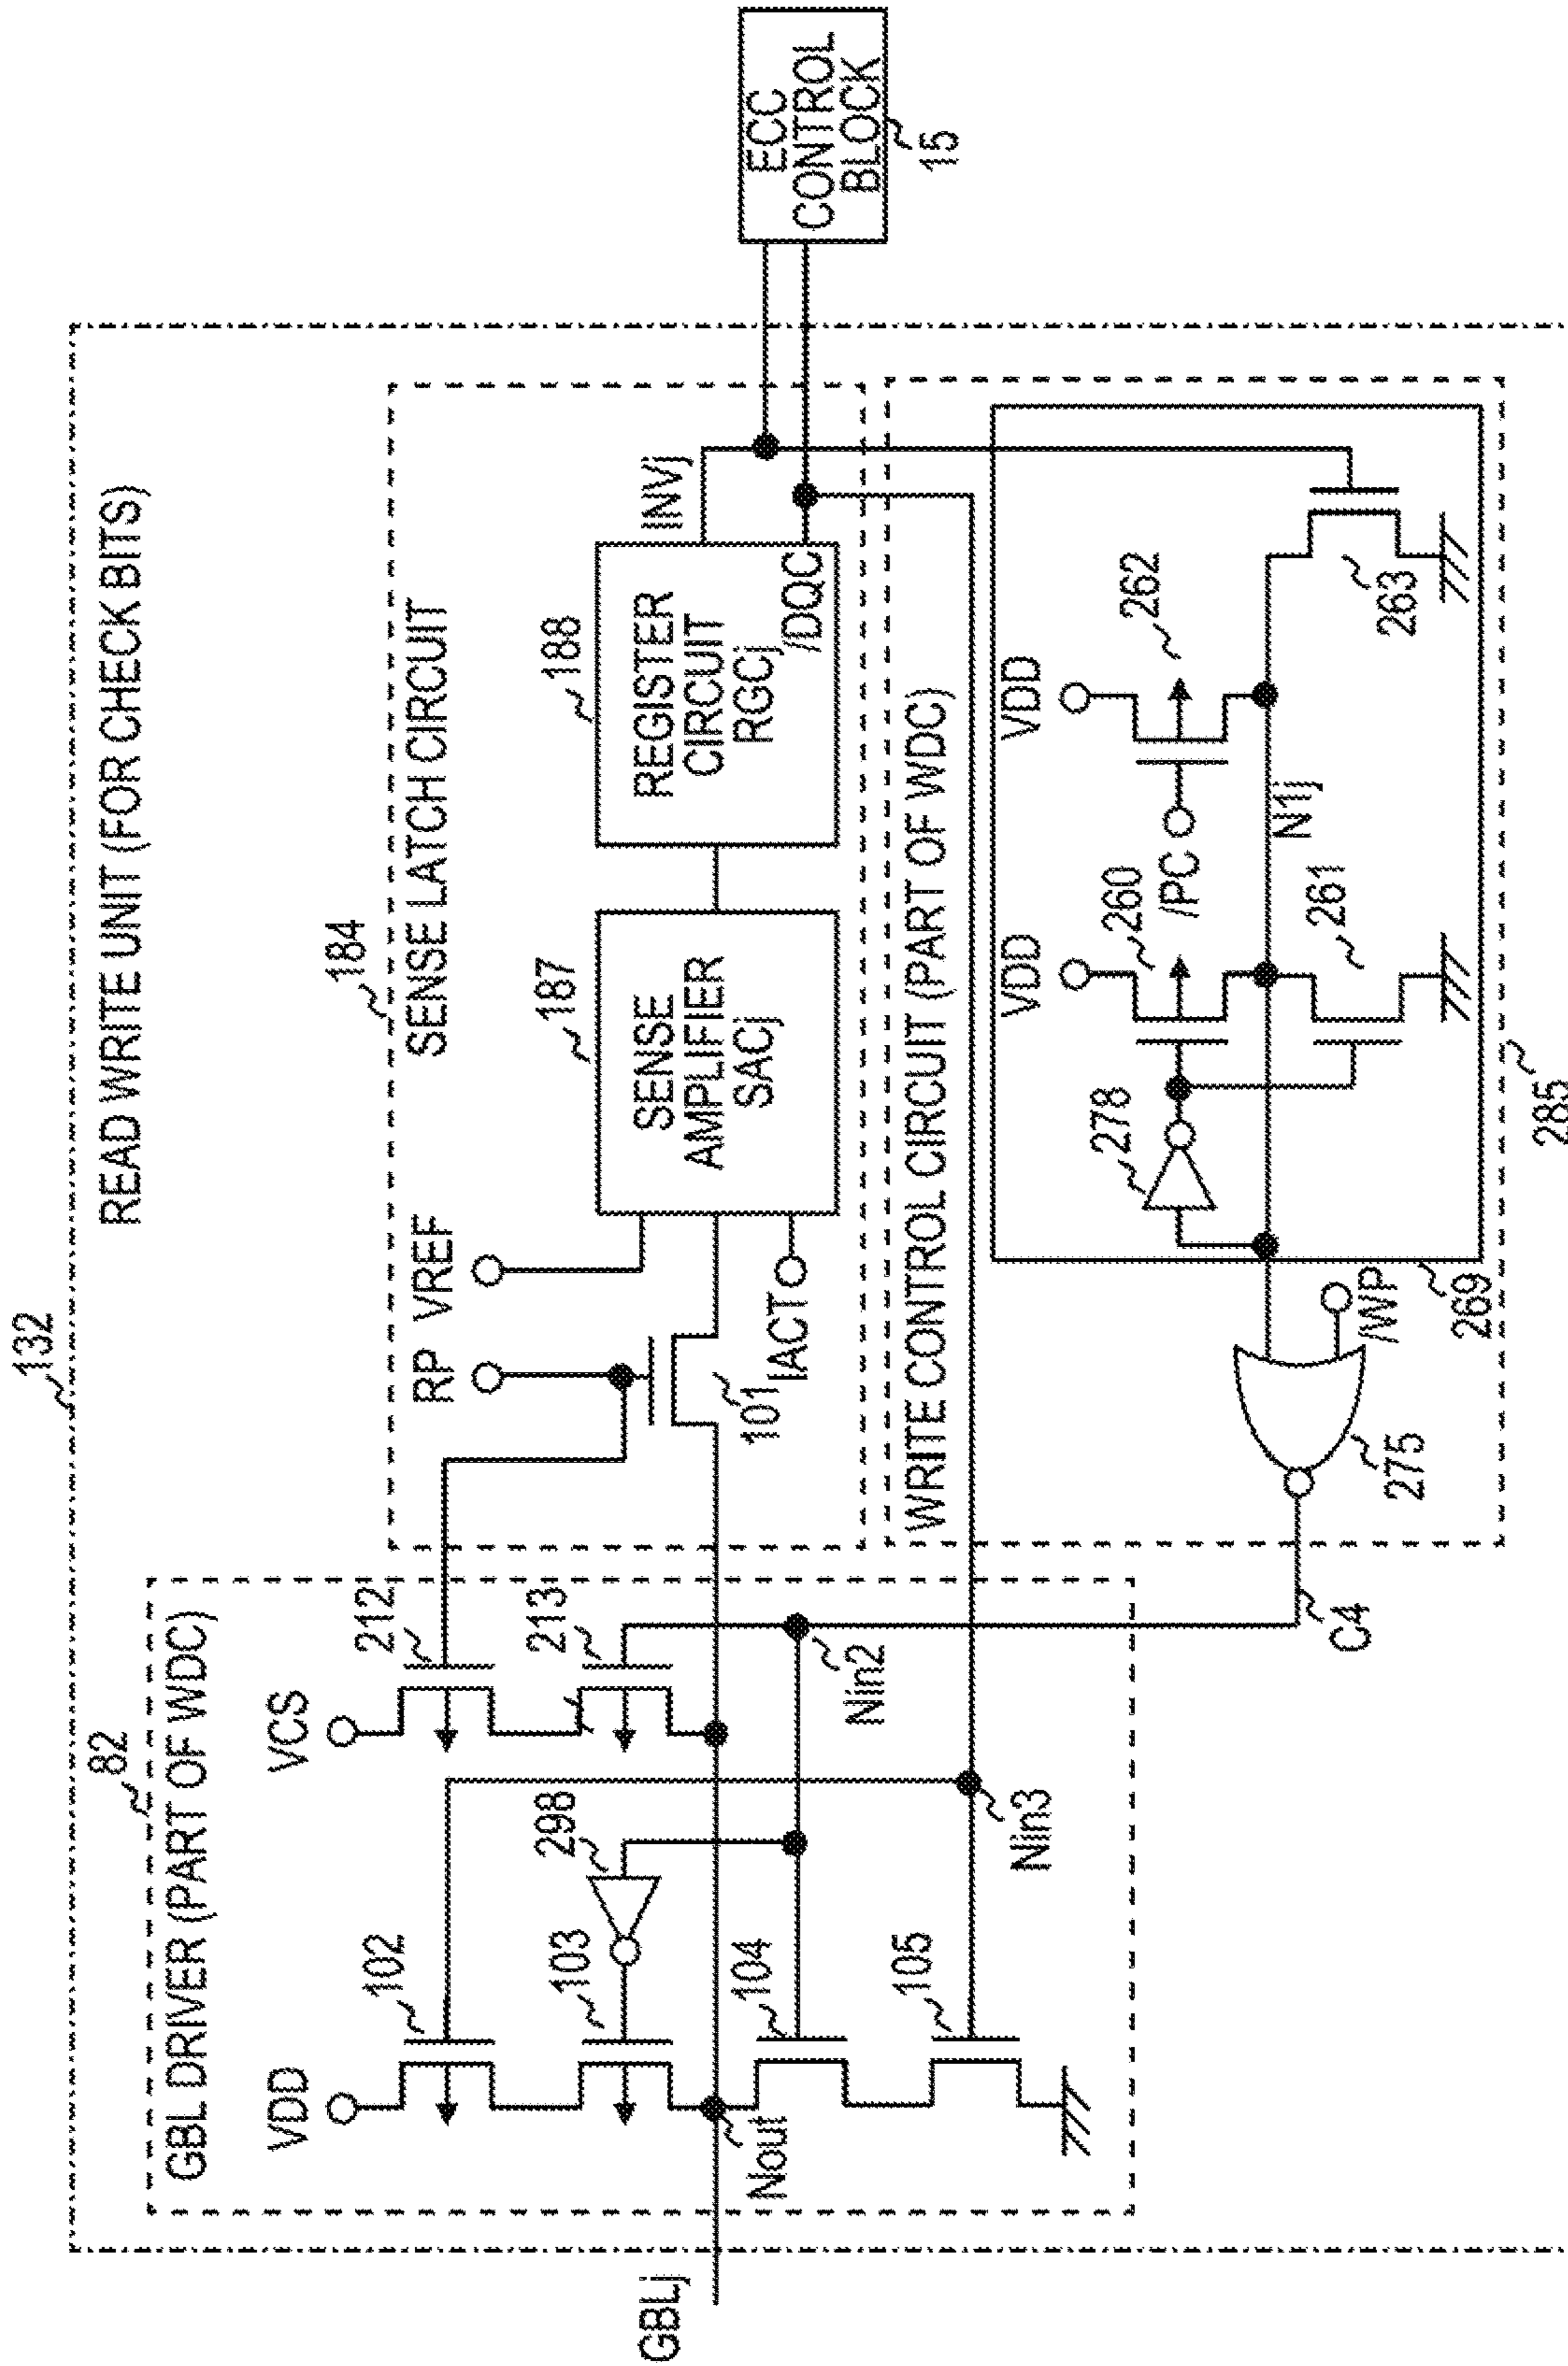 132
READ WRITE UNIT (FOR CHECK BITS)
82
GBL DRIVER (PART OF WDC)
184
SENSE LATCH CIRCUIT
VDD
VCS
RP
VREF
102
212
187
188
103
298
213
SENSE
AMPLIFIER
SACj
REGISTER
CIRCUIT
RGCj
INVj
/DQC
ECC
CONTROL
BLOCK
15
GBLj
Nout
101
IACT
104
Nin2
105
Nin3
WRITE CONTROL CIRCUIT (PART OF WDC)
VDD
VDD
278
260
/PC
262
N1j
261
263
C4
275
/WP
269
285